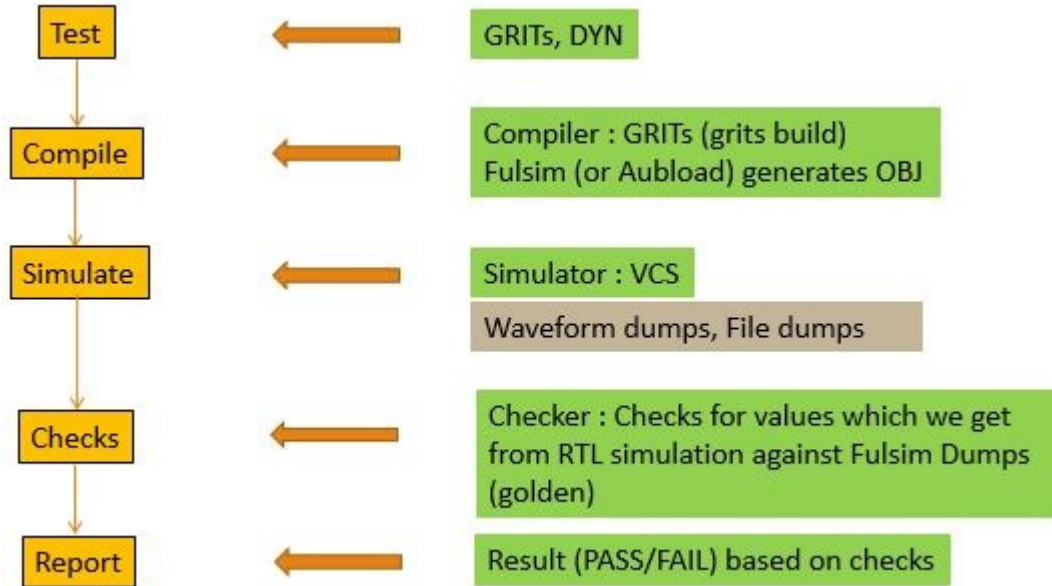 Test
GRITs, DYN
Compile
Compiler : GRITs (grits build)
Fulsim (or Aubload) generates OBJ
Simulate
Simulator : VCS
Waveform dumps, File dumps
Checks
Checker : Checks for values which we get
from RTL simulation against Fulsim Dumps
(golden)
Report
Result (PASS/FAIL) based on checks